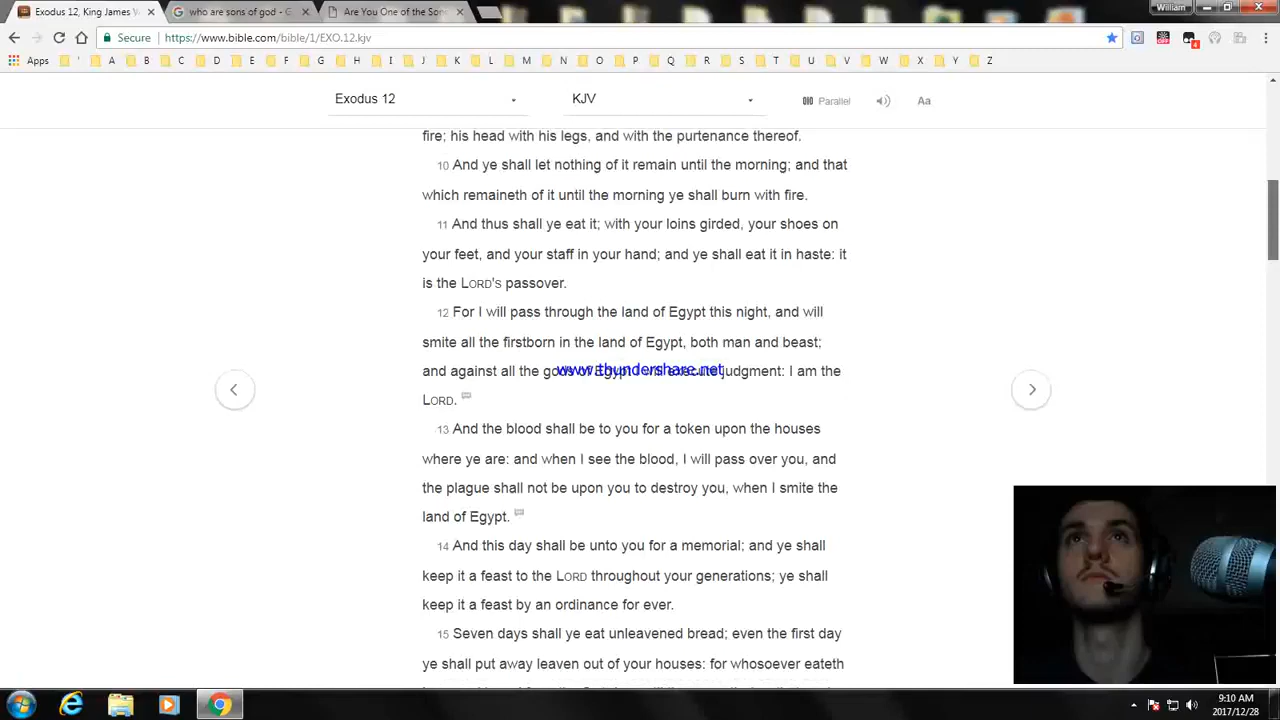 Exodus 12, King James V
who are sons of god - G
Are You One of the Sons
William
Secure
https://www.bible.com/bible/1/EXO.12.kjv
Apps ' A B C D E F G H I J K L M N O P Q R S T U V W X Y Z
Exodus 12 KJV Parallel Aa
fire; his head with his legs, and with the purtenance thereof.
10 And ye shall let nothing of it remain until the morning; and that
which remaineth of it until the morning ye shall burn with fire.
11 And thus shall ye eat it; with your loins girded, your shoes on
your feet, and your staff in your hand; and ye shall eat it in haste: it
is the LORD's passover.
12 For I will pass through the land of Egypt this night, and will
smite all the firstborn in the land of Egypt, both man and beast;
and against all the gods of Egypt I will execute judgment: I am the
www.thundershare.net
LORD.
13 And the blood shall be to you for a token upon the houses
where ye are: and when I see the blood, I will pass over you, and
the plague shall not be upon you to destroy you, when I smite the
land of Egypt.
14 And this day shall be unto you for a memorial; and ye shall
keep it a feast to the LORD throughout your generations; ye shall
keep it a feast by an ordinance for ever.
15 Seven days shall ye eat unleavened bread; even the first day
ye shall put away leaven out of your houses: for whosoever eateth
9:10 AM
2017/12/28